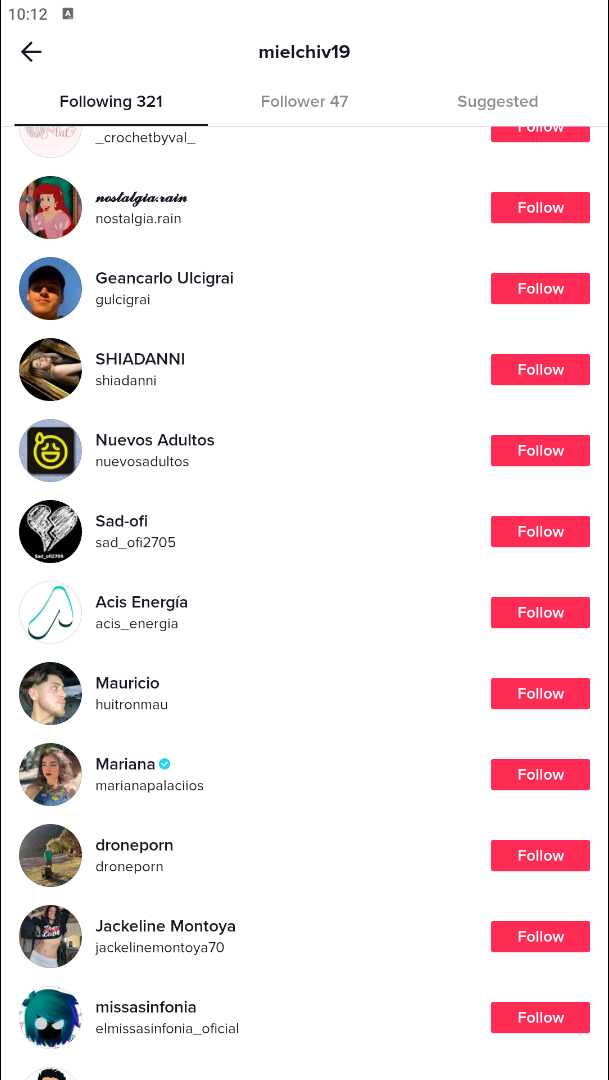 10:12 A
mielchiv19
Following 321 Follower 47 Suggested
_crochetbyval_ Follow
nostalgia.rain
nostalgia.rain Follow
Geancarlo Ulcigrai
gulcigrai Follow
SHIADANNI
shiadanni Follow
Nuevos Adultos
nuevosadultos Follow
Sad-ofi
sad_ofi2705 Follow
Sad_ofi2705
Acis Energía
acis_energia Follow
Mauricio
huitronmau Follow
Mariana
marianapalaciios Follow
droneporn
droneporn Follow
Jackeline Montoya
jackelinemontoya70 Follow
missasinfonia
elmissasinfonia_oficial Follow